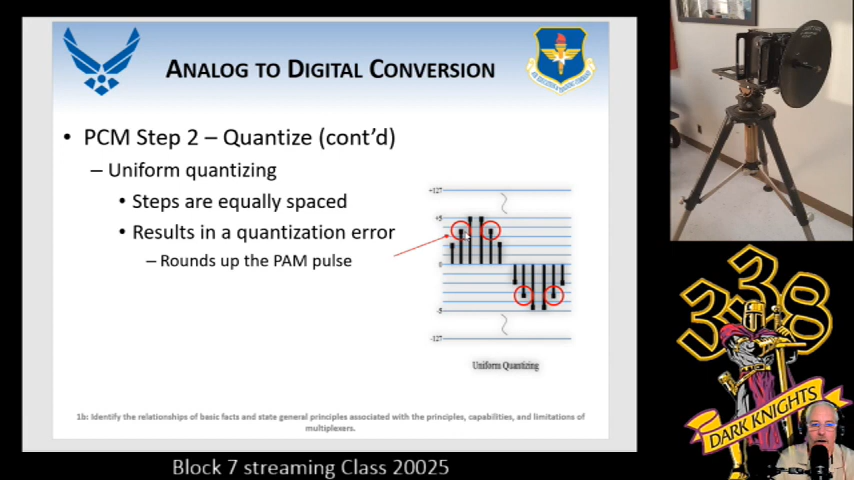 ANALOG TO DIGITAL CONVERSION
• PCM Step 2 – Quantize (cont'd)
– Uniform quantizing
• Steps are equally spaced
• Results in a quantization error
– Rounds up the PAM pulse
+127
+5
0
-5
-127
Uniform Quantizing
1b: Identify the relationships of basic facts and state general principles associated with the principles, capabilities, and limitations of
multiplexers.
Block 7 streaming Class 20025
338
DARK KNIGHTS